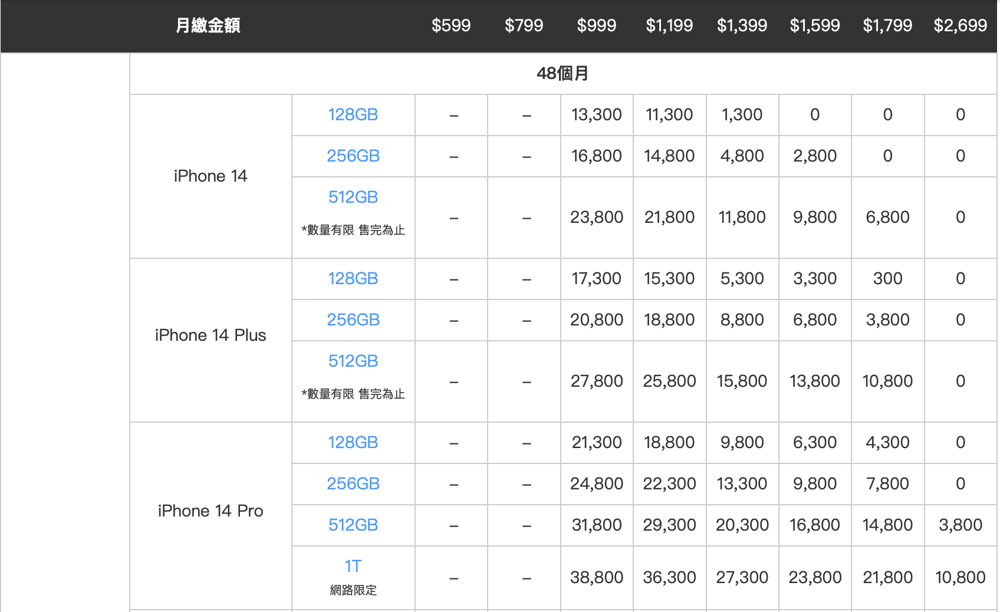 月繳金額 $599 $799 $999 $1,199 $1,399 $1,599 $1,799 $2,699
48個月
iPhone 14
128GB – – 13,300 11,300 1,300 0 0 0
256GB – – 16,800 14,800 4,800 2,800 0 0
512GB
*數量有限 售完為止
– – 23,800 21,800 11,800 9,800 6,800 0
iPhone 14 Plus
128GB – – 17,300 15,300 5,300 3,300 300 0
256GB – – 20,800 18,800 8,800 6,800 3,800 0
512GB
*數量有限 售完為止
– – 27,800 25,800 15,800 13,800 10,800 0
iPhone 14 Pro
128GB – – 21,300 18,800 9,800 6,300 4,300 0
256GB – – 24,800 22,300 13,300 9,800 7,800 0
512GB – – 31,800 29,300 20,300 16,800 14,800 3,800
1T
網路限定
– – 38,800 36,300 27,300 23,800 21,800 10,800